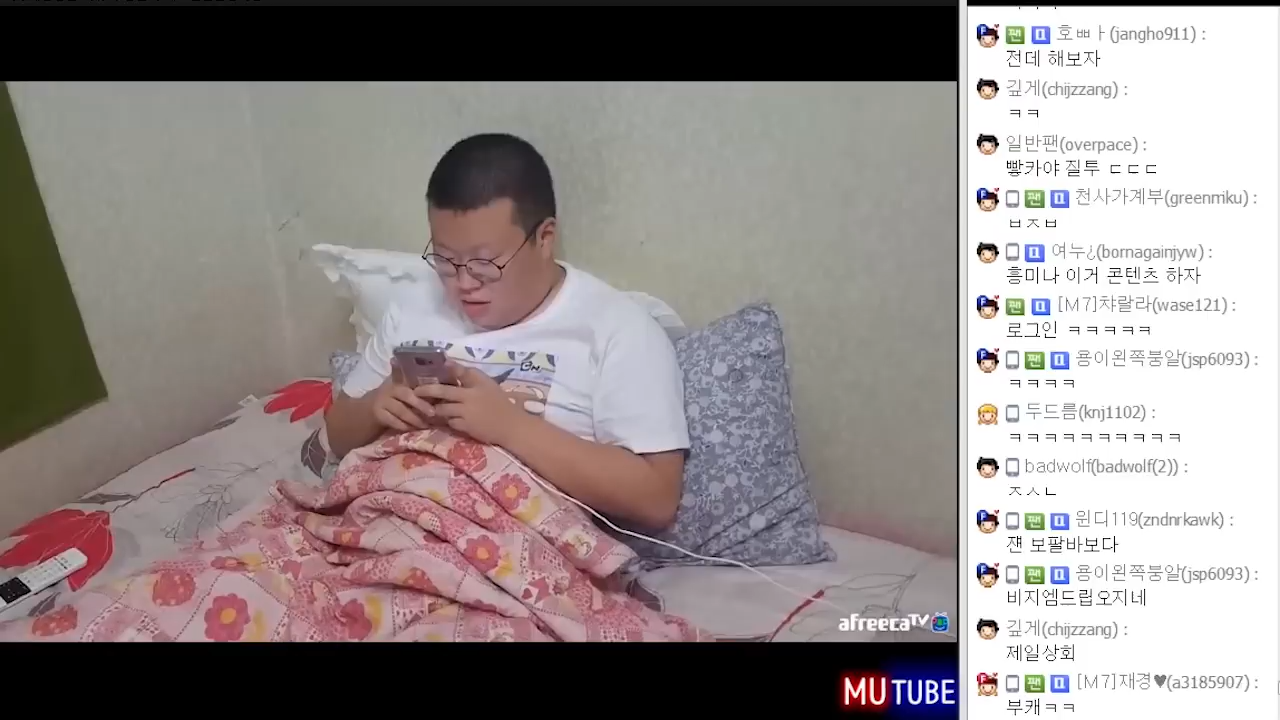 호ㅃㅏ(jangho911) :
전데 해보자
깊게(chijzzang) :
ㅋㅋ
일반팬(overpace) :
빵카야 질투 ㄷㄷㄷ
천사가계부(greenmku) :
ㅂㅈㅂ
여누¿(bornagainjyw) :
흥미나 이거 콘텐츠 하자
[M7]챠랄라(wase121) :
로그인 ㅋㅋㅋㅋㅋ
용이왼쪽붕알(jsp6093) :
ㅋㅋㅋㅋ
두드름(knj1102) :
ㅋㅋㅋㅋㅋㅋㅋㅋㅋㅋ
badwolf(badwolf(2)) :
ㅈㅅㄴ
윈디119(zndnrkawk) :
쟨 보팔바보다
용이왼쪽붕알(jsp6093) :
비지엠드립오지네
깊게(chijzzang) :
제일상회
[M7]재경♥(a3185907) :
부캐ㅋㅋ
afreecaTV
MUTUBE